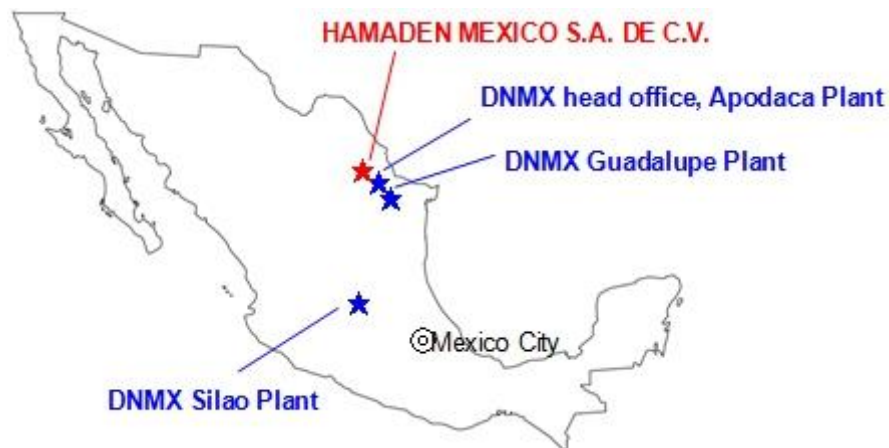 HAMADEN MEXICO S.A. DE C.V.
DNMX head office, Apodaca Plant
DNMX Guadalupe Plant
Mexico City
DNMX Silao Plant